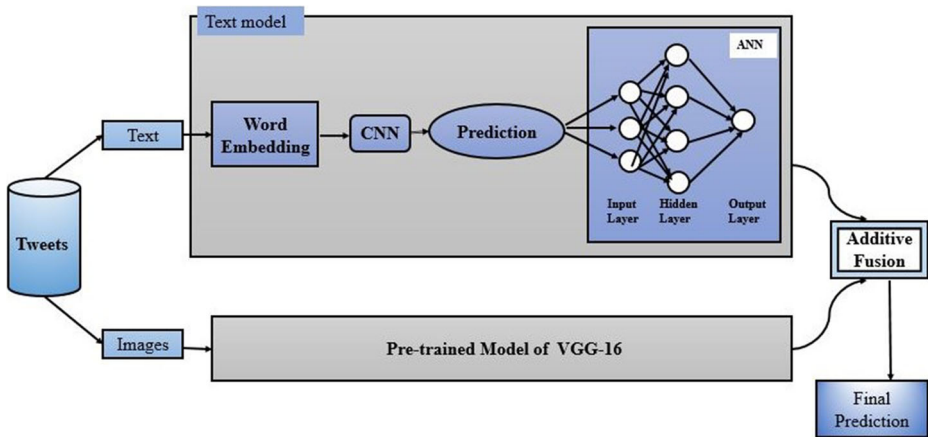 Text model
ANN
Text
Word
Embedding
CNN
Prediction
Input
Layer
Hidden
Layer
Output
Layer
Tweets
Additive
Fusion
Images
Pre-trained Model of VGG-16
Final
Prediction